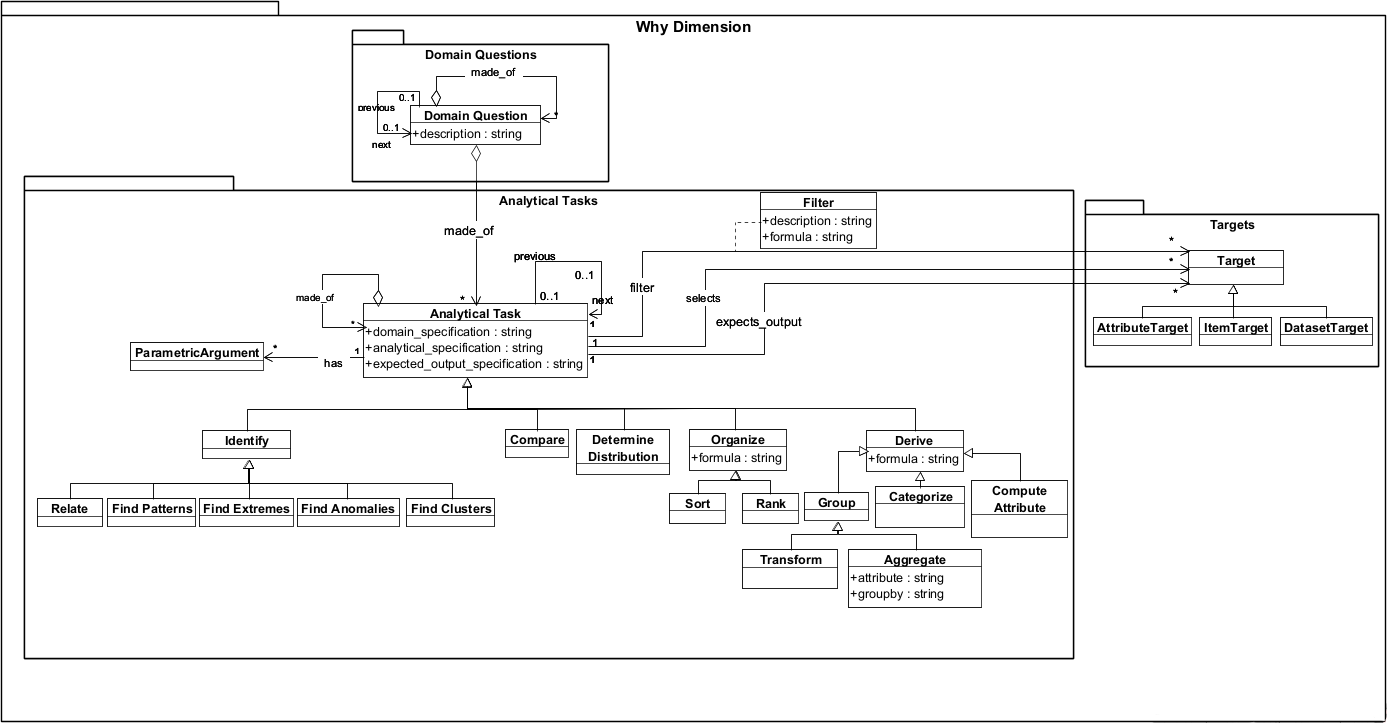 Why Dimension
Domain Questions
made_of
0..1
previous
*
Domain Question
0..1
+description : string
next
Analytical Tasks
Filter
+description : string
+formula : string
Targets
made_of
*
previous
0..1
Target
*
filter
made_of
0..1
*
next
selects
*
*
Analytical Task
1
expects_output
AttributeTarget
ItemTarget
DatasetTarget
+domain_specification : string
+analytical_specification : string
+expected_output_specification : string
1
1
ParametricArgument
*
has
1
Identify
Compare
Determine
Distribution
Organize
+formula : string
Derive
+formula : string
Relate
Find Patterns
Find Extremes
Find Anomalies
Find Clusters
Sort
Rank
Group
Categorize
Compute
Attribute
Transform
Aggregate
+attribute : string
+groupby : string